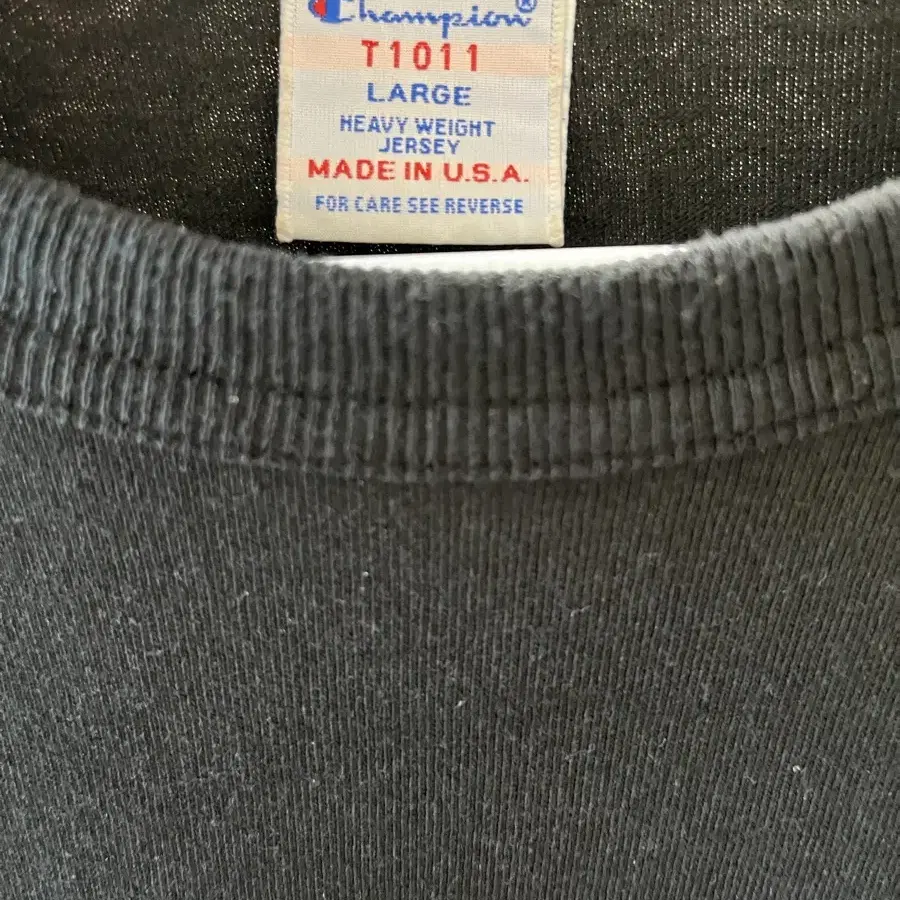 Champion®
T1011
LARGE
HEAVY WEIGHT
JERSEY
MADE IN U.S.A.
FOR CARE SEE REVERSE